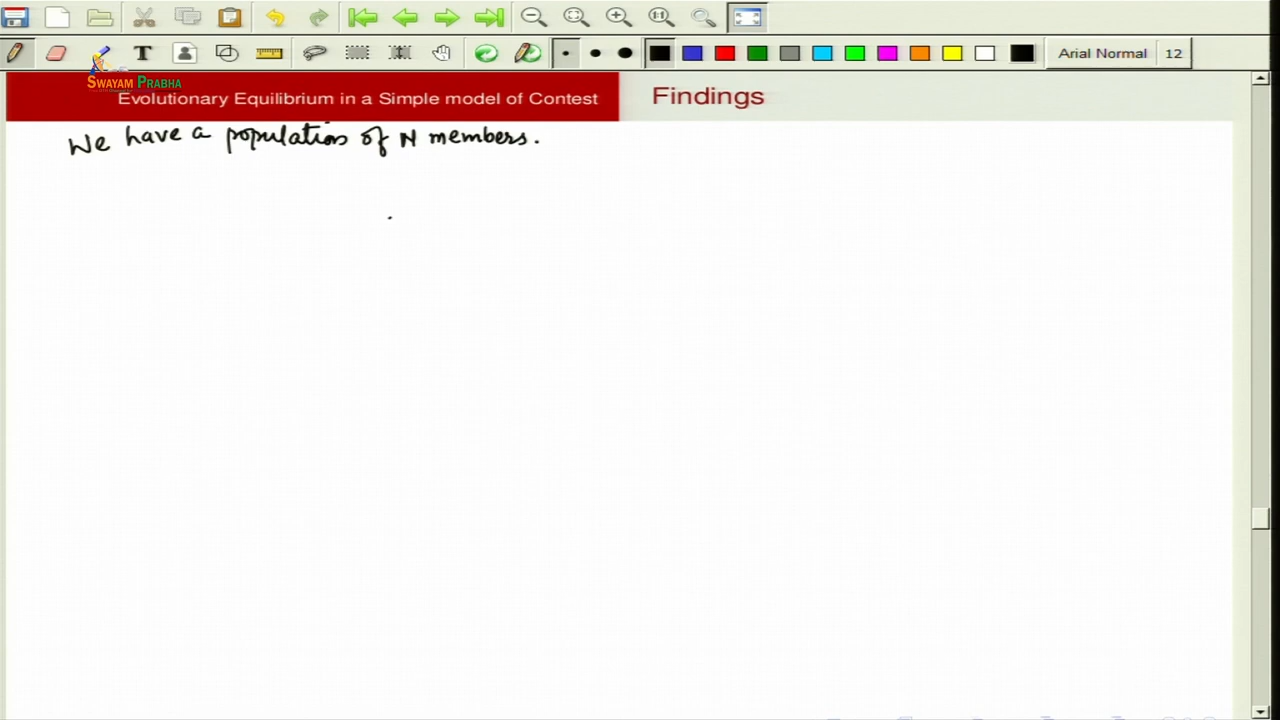 Arial Normal 12
SWAYAM PRABHA
Evolutionary Equilibrium in a Simple model of Contest Findings
We have a population of N members.